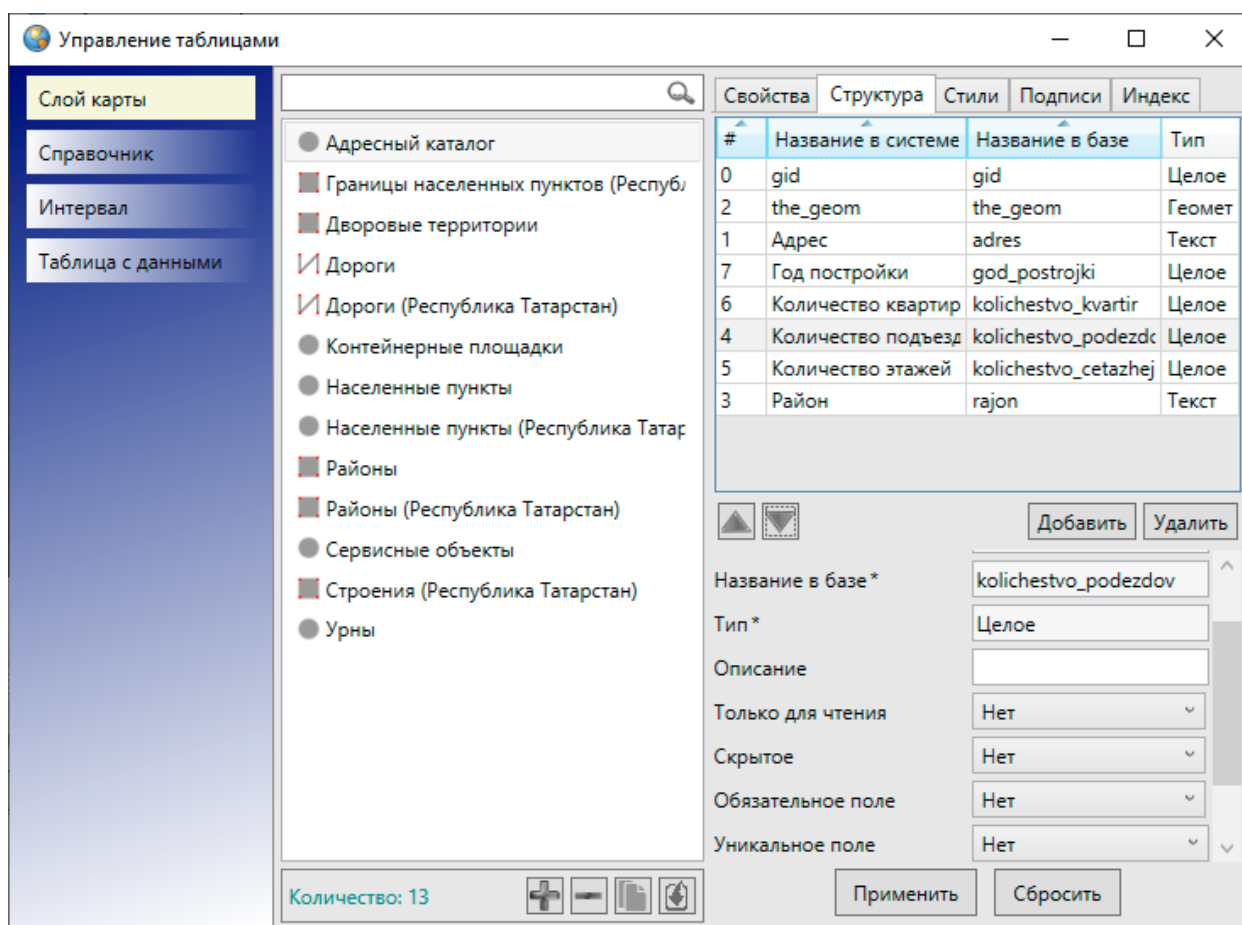 Управление таблицами
Слой карты
Справочник
Интервал
Таблица с данными
Адресный каталог
Границы населенных пунктов (Респуб
Дворовые территории
Дороги
Дороги (Республика Татарстан)
Контейнерные площадки
Населенные пункты
Населенные пункты (Республика Татар
Районы
Районы (Республика Татарстан)
Сервисные объекты
Строения (Республика Татарстан)
Урны
Количество: 13
Свойства Структура Стили Подписи Индекс
# Название в системе Название в базе Тип
0 gid gid Целое
2 the_geom the_geom Геомет
1 Адрес adres Текст
7 Год постройки god_postrojki Целое
6 Количество квартир kolichestvo_kvartir Целое
4 Количество подъезд kolichestvo_podezdo Целое
5 Количество этажей kolichestvo_cetazhej Целое
3 Район rajon Текст
Добавить Удалить
Название в базе* kolichestvo_podezdov
Тип* Целое
Описание
Только для чтения Нет
Скрытое Нет
Обязательное поле Нет
Уникальное поле Нет
Применить Сбросить